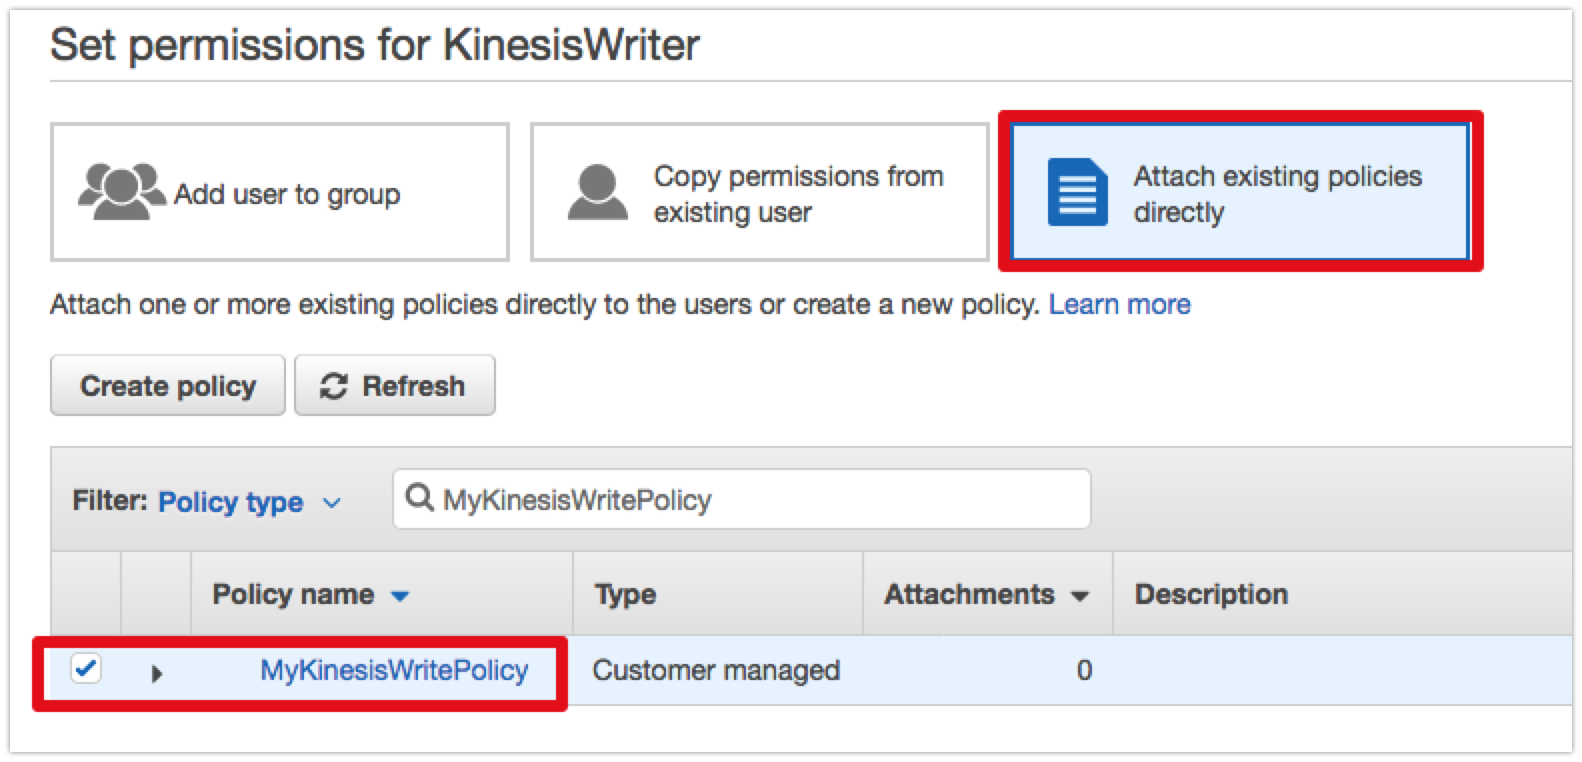 Set permissions for KinesisWriter
Add user to group
Copy permissions from
existing user
Attach existing policies
directly
Attach one or more existing policies directly to the users or create a new policy. Learn more
Create policy
Refresh
Filter: Policy type
MyKinesisWritePolicy
Policy name
Type
Attachments
Description
MyKinesisWritePolicy
Customer managed
0